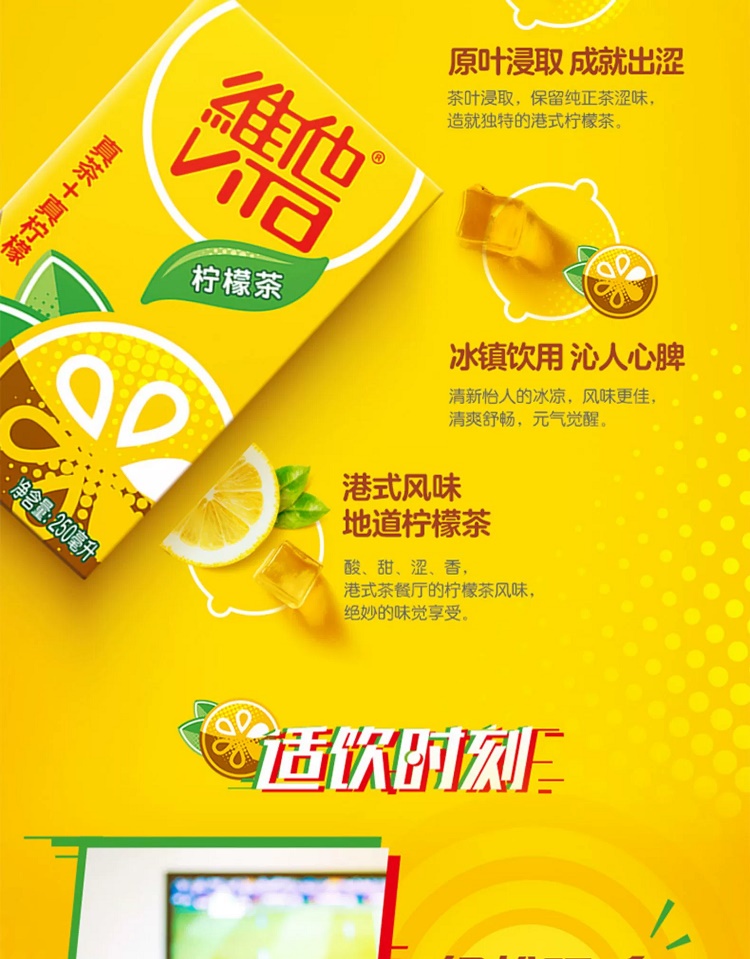 真茶+真柠檬
維他®
VITA
柠檬茶
净含量：250毫升
原叶浸取 成就出涩
茶叶浸取，保留纯正茶涩味，
造就独特的港式柠檬茶。
冰镇饮用 沁人心脾
清新怡人的冰凉，风味更佳，
清爽舒畅，元气觉醒。
港式风味
地道柠檬茶
酸、甜、涩、香，
港式茶餐厅的柠檬茶风味，
绝妙的味觉享受。
适饮时刻